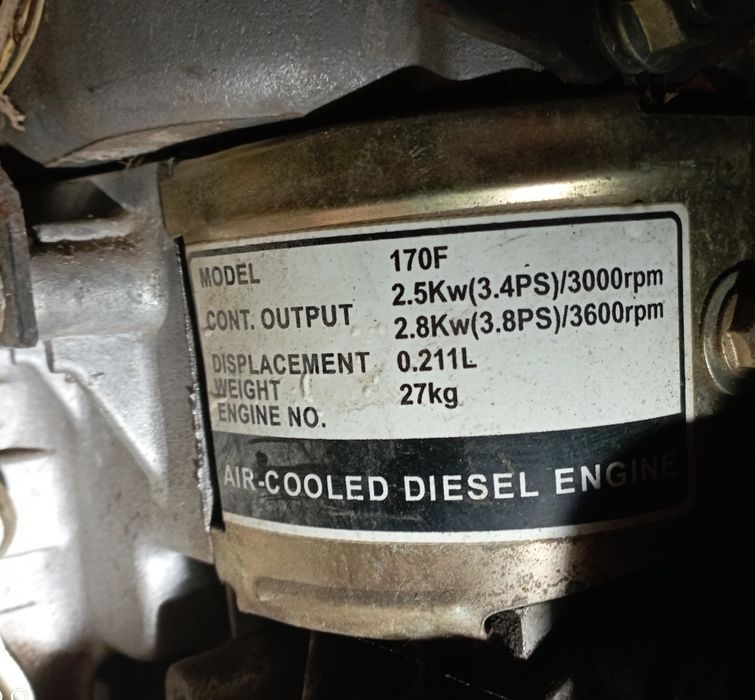 MODEL 170F
CONT. OUTPUT 2.5Kw(3.4PS)/3000rpm
2.8Kw(3.8PS)/3600rpm
DISPLACEMENT 0.211L
WEIGHT 27kg
ENGINE NO.
AIR-COOLED DIESEL ENGINE